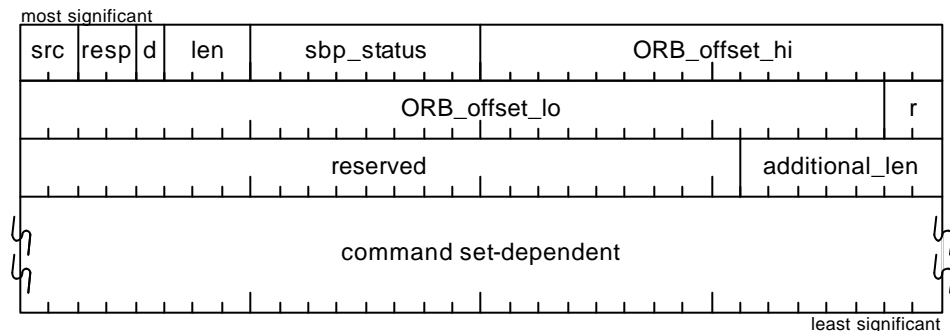 most significant
src resp d len sbp_status ORB_offset_hi
ORB_offset_lo r
reserved additional_len
command set-dependent
least significant